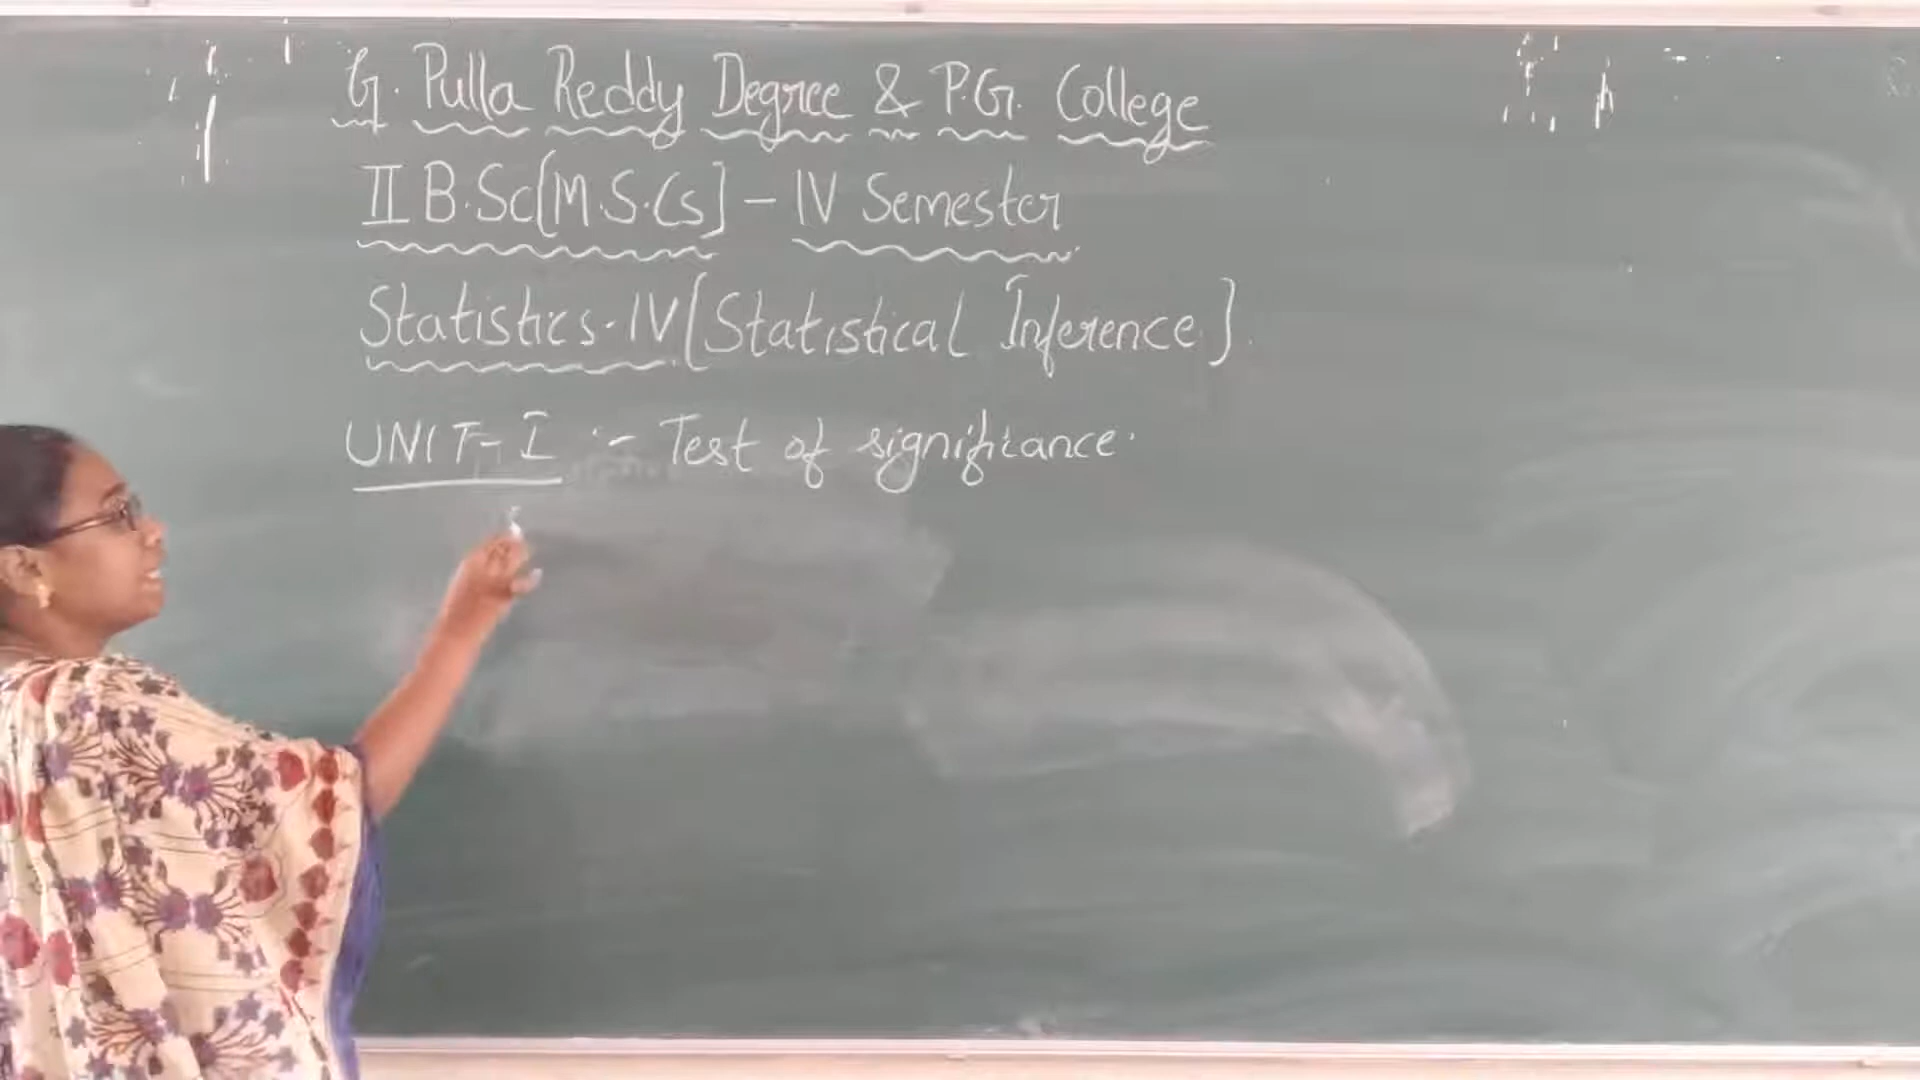 G. Pulla Reddy Degree & P.G. College
II B.Sc[M.S.Cs] - IV Semester
Statistics-IV [Statistical Inference]
UNIT-I :- Test of significance.